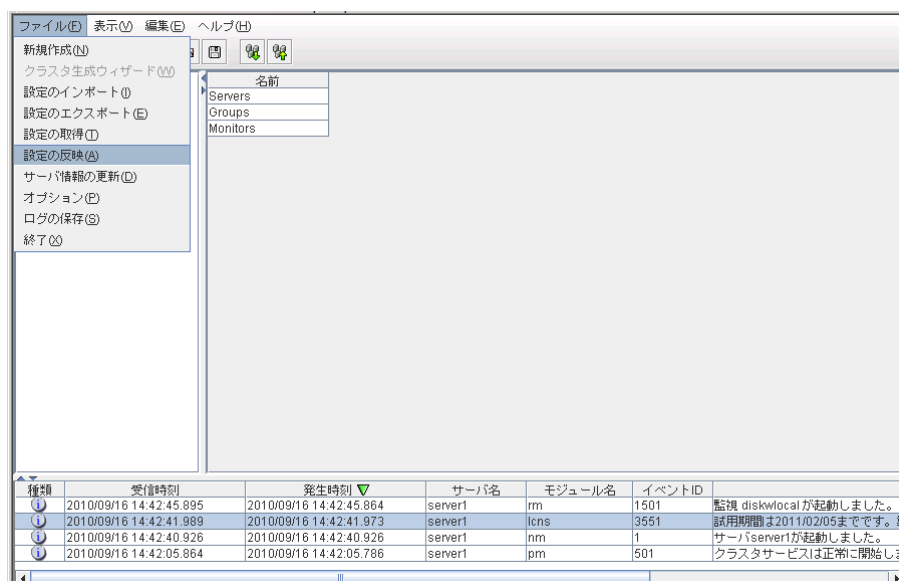 ファイル(F) 表示(V) 編集(E) ヘルプ(H)
新規作成(N)
クラスタ生成ウィザード(W)
設定のインポート(I)
設定のエクスポート(E)
設定の取得(T)
設定の反映(A)
サーバ情報の更新(D)
オプション(P)
ログの保存(S)
終了(X)
名前
Servers
Groups
Monitors
種類 受信時刻 発生時刻 サーバ名 モジュール名 イベントID
2010/09/16 14:42:45.895 2010/09/16 14:42:45.864 server1 rm 1501 監視 diskwlocal が起動しました。
2010/09/16 14:42:41.989 2010/09/16 14:42:41.973 server1 lcns 3551 試用期間は2011/02/05までです。
2010/09/16 14:42:40.926 2010/09/16 14:42:40.926 server1 nm 1 サーバserver1が起動しました。
2010/09/16 14:42:05.864 2010/09/16 14:42:05.786 server1 pm 501 クラスタサービスは正常に開始し